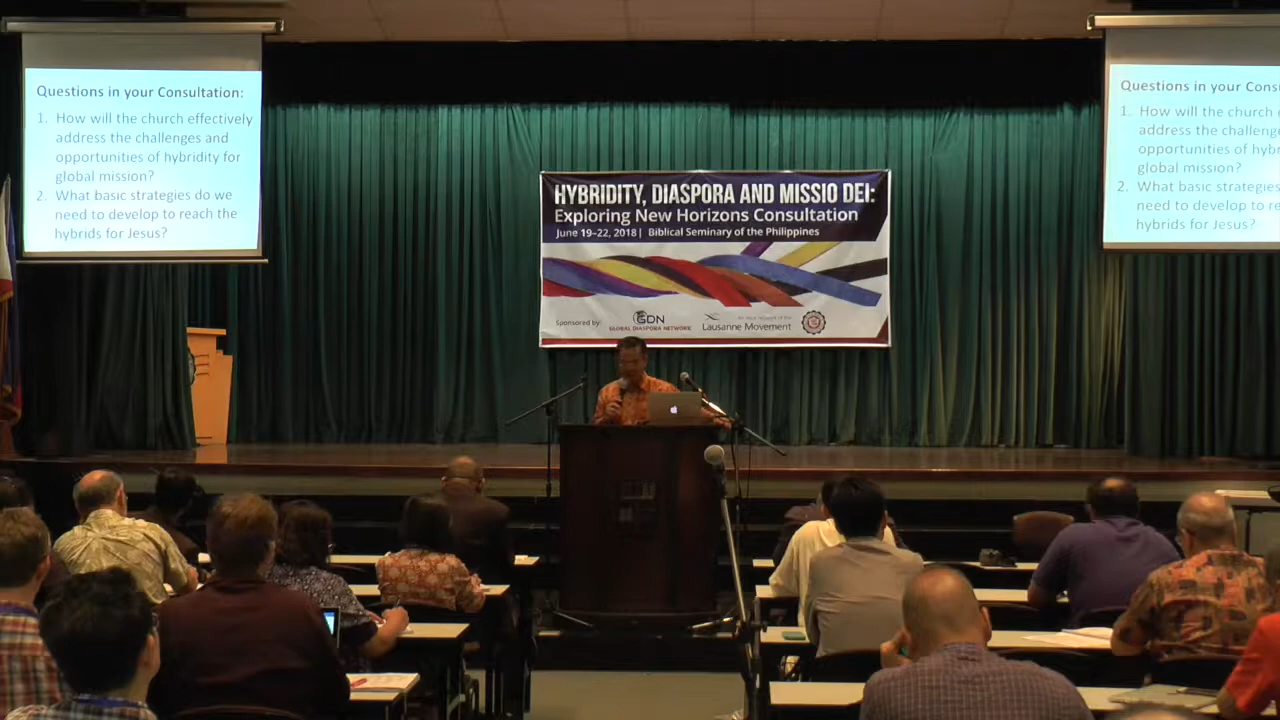 Questions in your Consultation:
1. How will the church effectively
address the challenges and
opportunities of hybridity for
global mission?
2. What basic strategies do we
need to develop to reach the
hybrids for Jesus?
HYBRIDITY, DIASPORA AND MISSIO DEI:
Exploring New Horizons Consultation
June 19-22, 2018 | Biblical Seminary of the Philippines
Sponsored by:
GDN
GLOBAL DIASPORA NETWORK
Lausanne Movement
Questions in your Cons
1. How will the church
address the challenge
opportunities of hyb
global mission?
2. What basic strategies
need to develop to re
hybrids for Jesus?